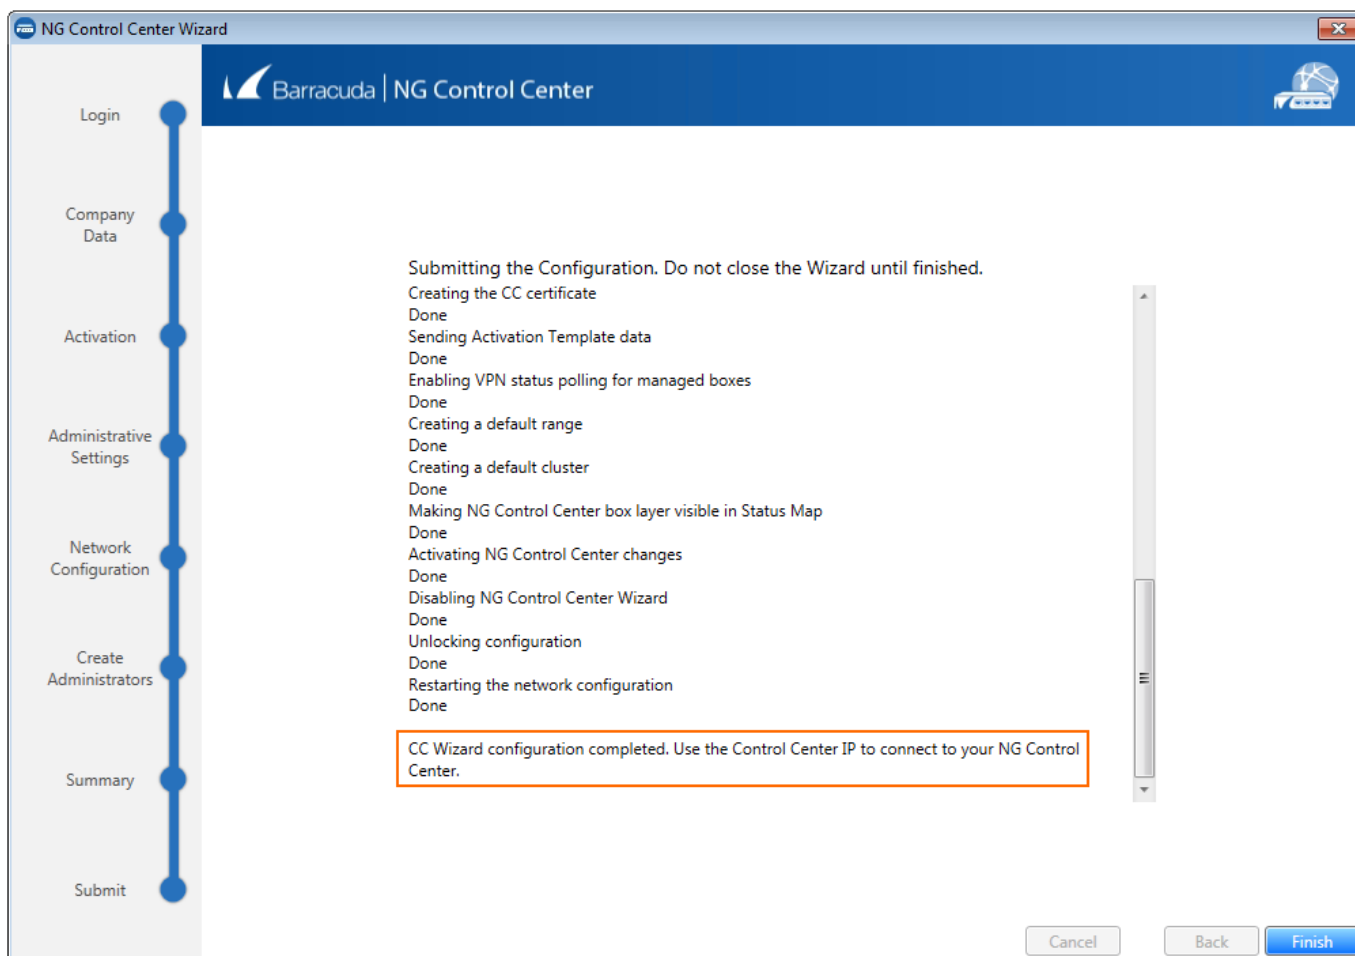 NG Control Center Wizard
Barracuda | NG Control Center
Login
Company
Data
Activation
Administrative
Settings
Network
Configuration
Create
Administrators
Summary
Submit
Submitting the Configuration. Do not close the Wizard until finished.
Creating the CC certificate
Done
Sending Activation Template data
Done
Enabling VPN status polling for managed boxes
Done
Creating a default range
Done
Creating a default cluster
Done
Making NG Control Center box layer visible in Status Map
Done
Activating NG Control Center changes
Done
Disabling NG Control Center Wizard
Done
Unlocking configuration
Done
Restarting the network configuration
Done
CC Wizard configuration completed. Use the Control Center IP to connect to your NG Control
Center.
Cancel
Back
Finish